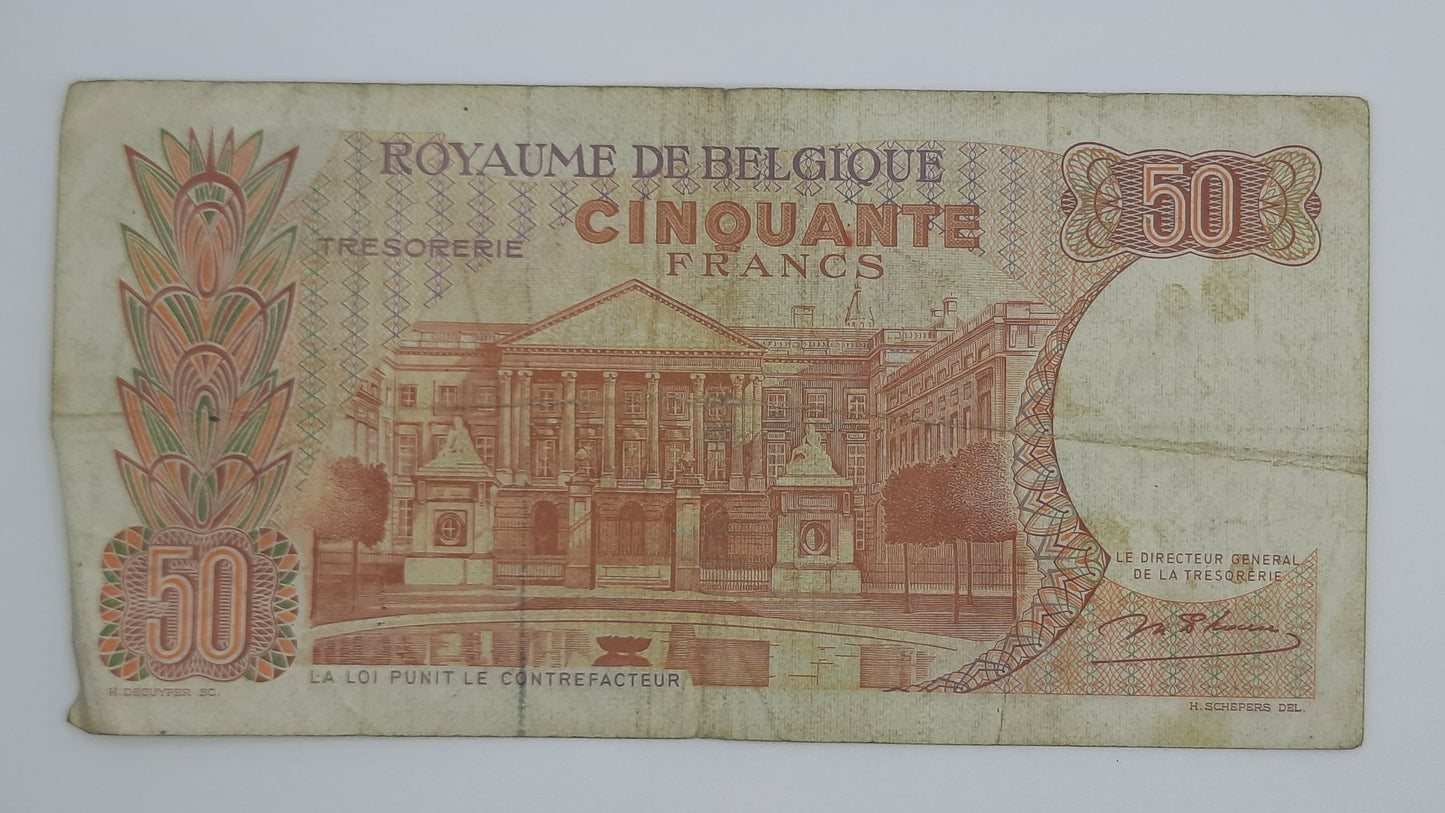 ROYAUME DE BELGIQUE
50
CINQUANTE
TRESORERIE
FRANCS
LE DIRECTEUR GENERAL
DE LA TRESORERIE
50
LA LOI PUNIT LE CONTREFACTEUR
H. DECUYPER SC.
H. SCHEPERS DEL.